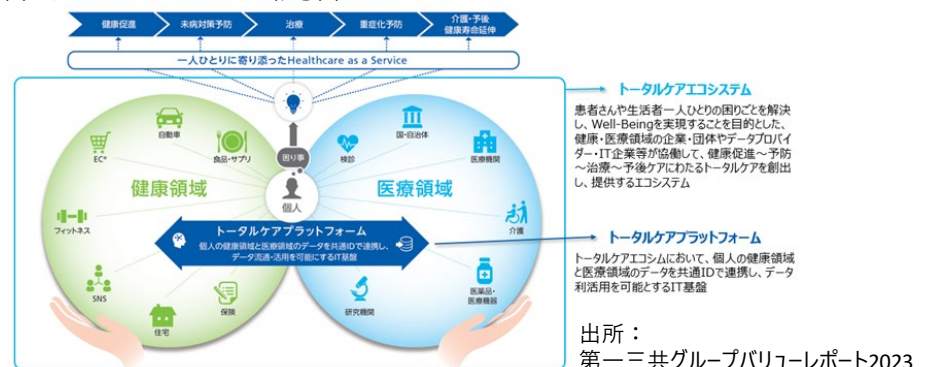 健康促進
未病対策予防
治療
重症化予防
介護・予後
健康寿命延伸
一人ひとりに寄り添ったHealthcare as a Service
自動車
EC*
食品・サプリ
健康領域
フィットネス
SNS
住宅
保険
困り事
個人
国・自治体
検診
医療機関
医療領域
介護
医薬品・
医療機器
研究機関
トータルケアプラットフォーム
個人の健康領域と医療領域のデータを共通IDで連携し、
データ流通・活用を可能にするIT基盤
トータルケアエコシステム
患者さんや生活者一人ひとりの困りごとを解決
し、Well-Beingを実現することを目的とした、
健康・医療領域の企業・団体やデータプロバイ
ダー・IT企業等が協働して、健康促進～予防
～治療～予後ケアにわたるトータルケアを創出
し、提供するエコシステム
トータルケアプラットフォーム
トータルケアエコシムにおいて、個人の健康領域
と医療領域のデータを共通IDで連携し、データ
利活用を可能とするIT基盤
出所：
第一三共グループバリューレポート2023